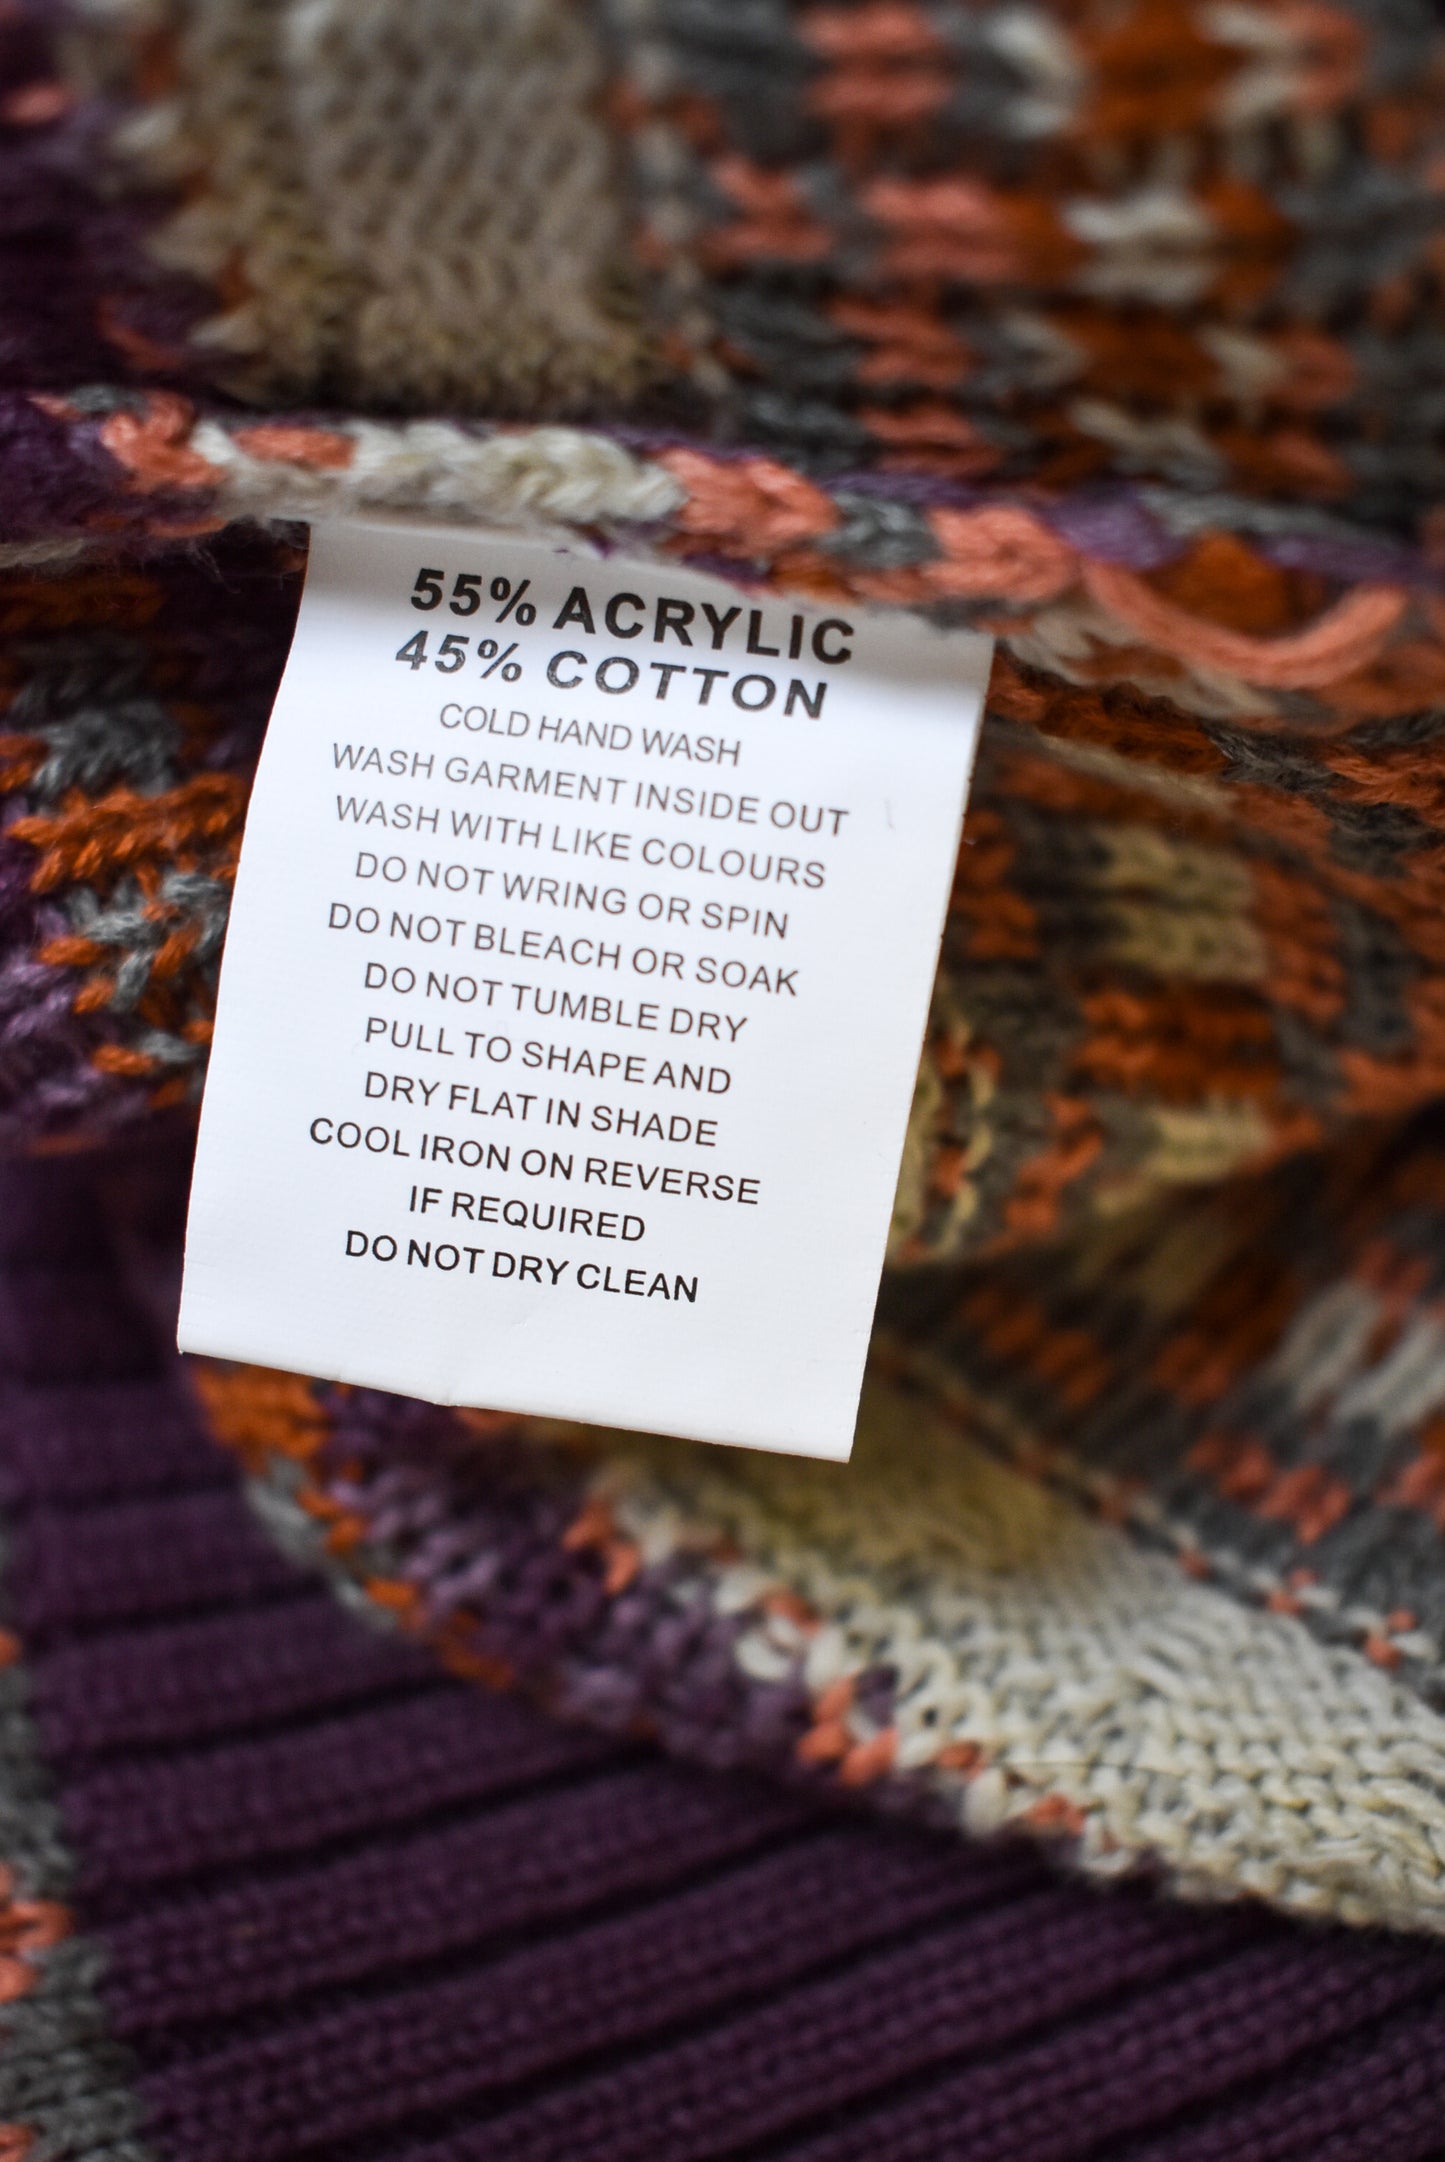 55% ACRYLIC
45% COTTON
COLD HAND WASH
WASH GARMENT INSIDE OUT
WASH WITH LIKE COLOURS
DO NOT WRING OR SPIN
DO NOT BLEACH OR SOAK
DO NOT TUMBLE DRY
PULL TO SHAPE AND
DRY FLAT IN SHADE
COOL IRON ON REVERSE
IF REQUIRED
DO NOT DRY CLEAN